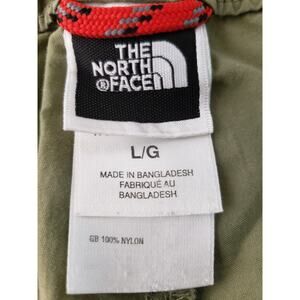 THE
NORTH
®FACE
L/G
MADE IN BANGLADESH
FABRIQUÉ AU
BANGLADESH
GB 100% NYLON